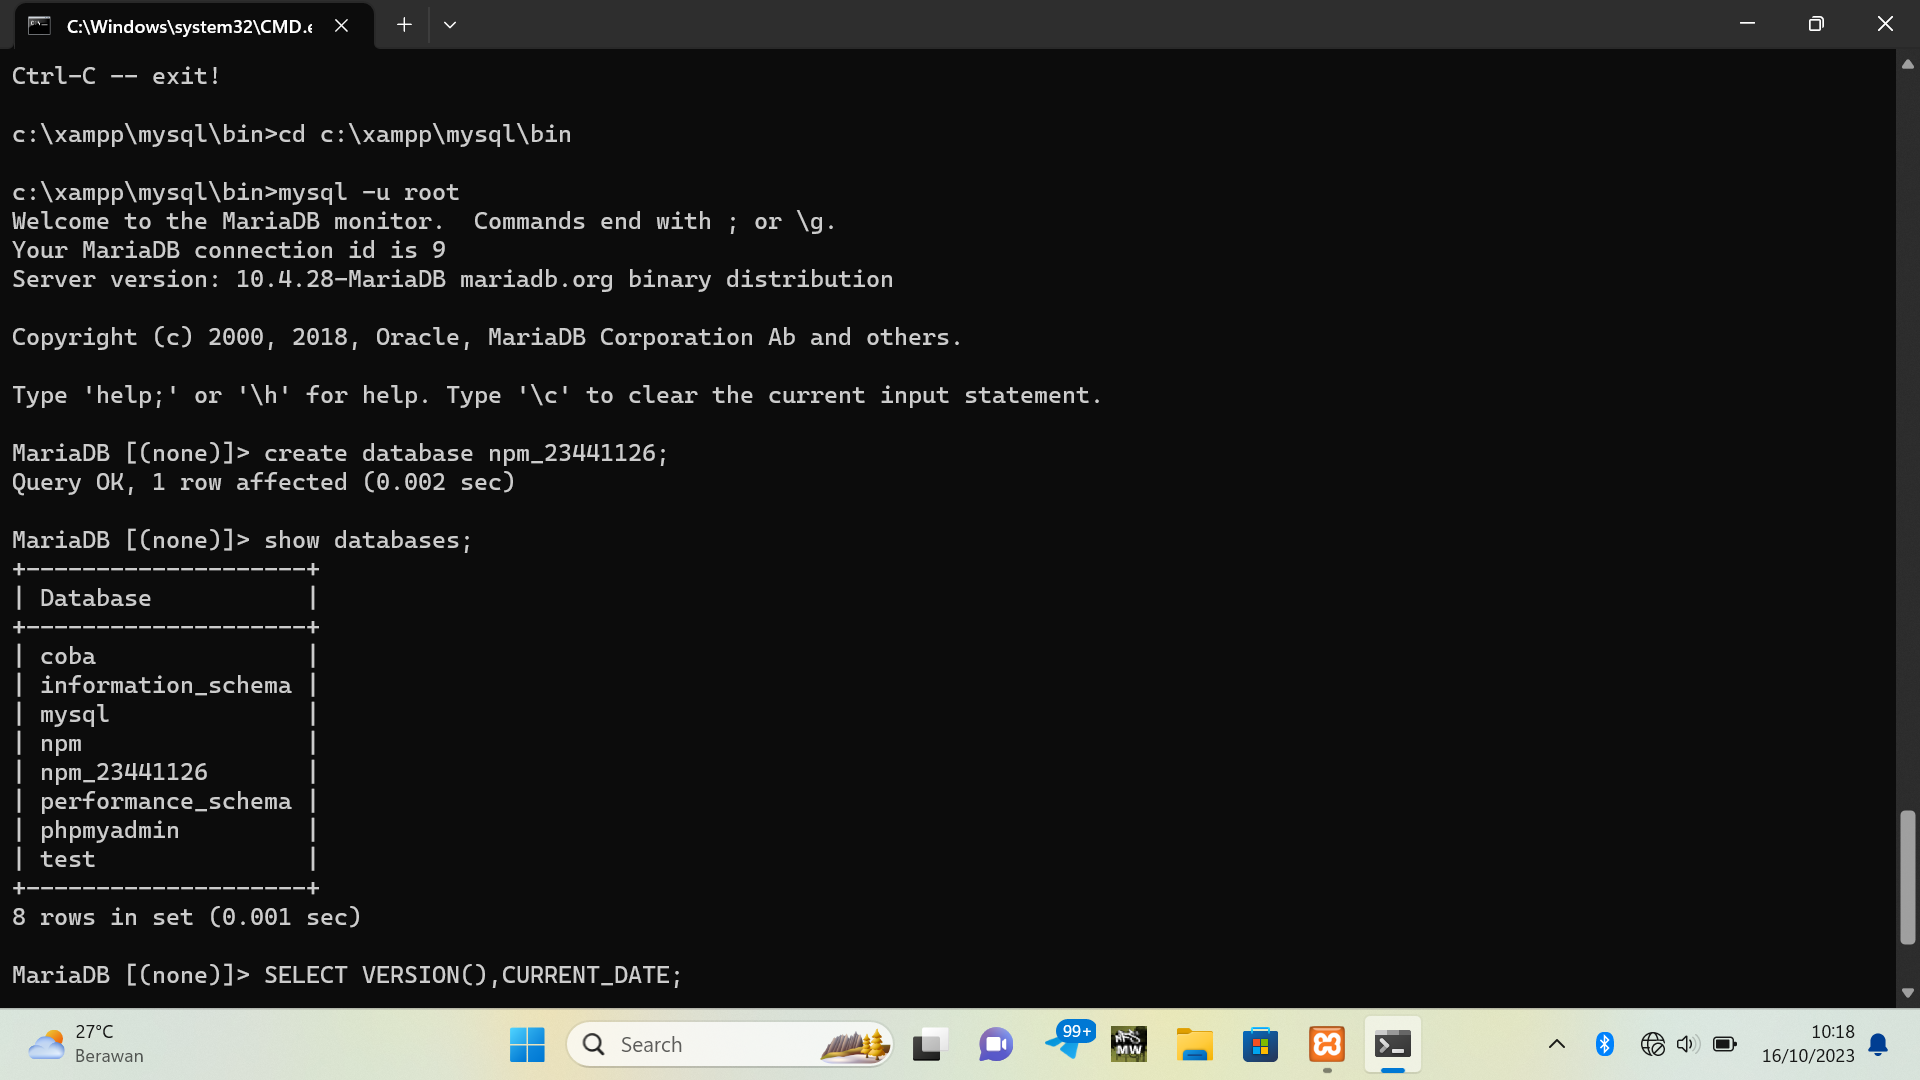 C:\Windows\system32\CMD.e
Ctrl-C -- exit!
c:\xampp\mysql\bin>cd c:\xampp\mysql\bin
c:\xampp\mysql\bin>mysql -u root
Welcome to the MariaDB monitor.  Commands end with ; or \g.
Your MariaDB connection id is 9
Server version: 10.4.28-MariaDB mariadb.org binary distribution
Copyright (c) 2000, 2018, Oracle, MariaDB Corporation Ab and others.
Type 'help;' or '\h' for help. Type '\c' to clear the current input statement.
MariaDB [(none)]> create database npm_23441126;
Query OK, 1 row affected (0.002 sec)
MariaDB [(none)]> show databases;
+--------------------+
| Database           |
+--------------------+
| coba               |
| information_schema |
| mysql              |
| npm                |
| npm_23441126       |
| performance_schema |
| phpmyadmin         |
| test               |
+--------------------+
8 rows in set (0.001 sec)
MariaDB [(none)]> SELECT VERSION(),CURRENT_DATE;
27°C
Berawan
Search
99+
NFS
MW
10:18
16/10/2023